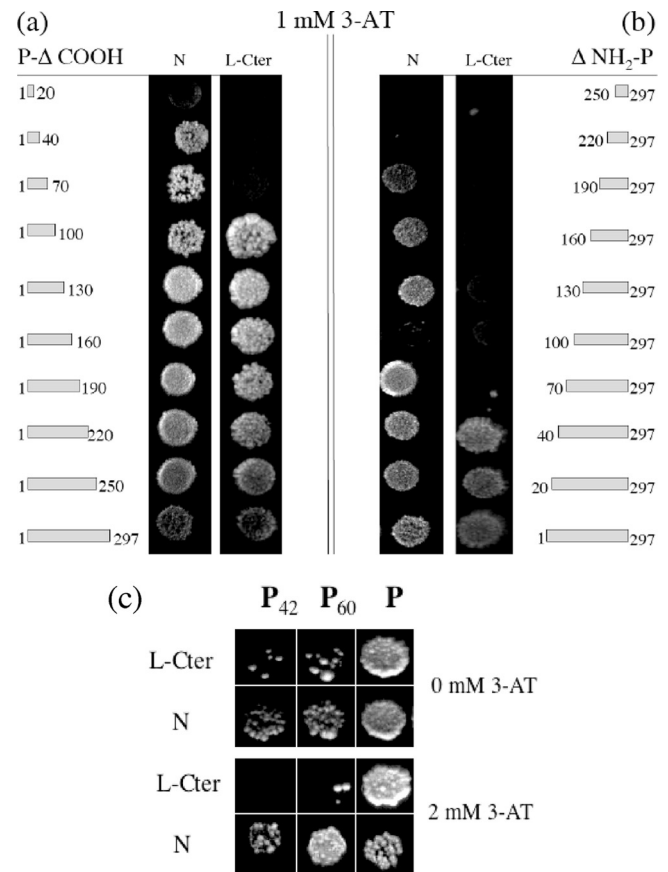 (a) 1 mM 3-AT (b)
P-Δ COOH N L-Cter N L-Cter Δ NH₂-P
1 20 250 297
1 40 220 297
1 70 190 297
1 100 160 297
1 130 130 297
1 160 100 297
1 190 70 297
1 220 40 297
1 250 20 297
1 297 1 297
(c) P₄₂ P₆₀ P
L-Cter
0 mM 3-AT
N
L-Cter
2 mM 3-AT
N